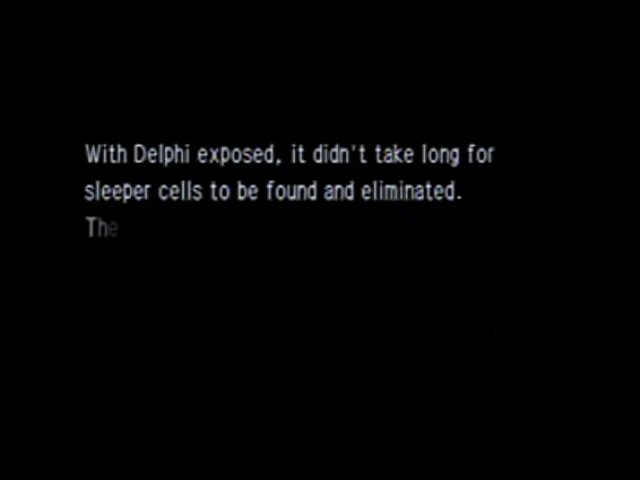 With Delphi exposed, it didn't take long for
sleeper cells to be found and eliminated.
The